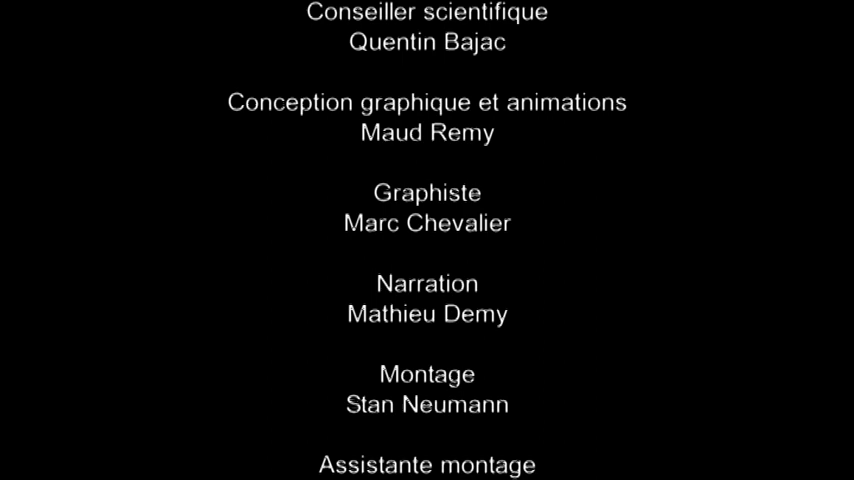 Conseiller scientifique
Quentin Bajac
Conception graphique et animations
Maud Remy
Graphiste
Marc Chevalier
Narration
Mathieu Demy
Montage
Stan Neumann
Assistante montage